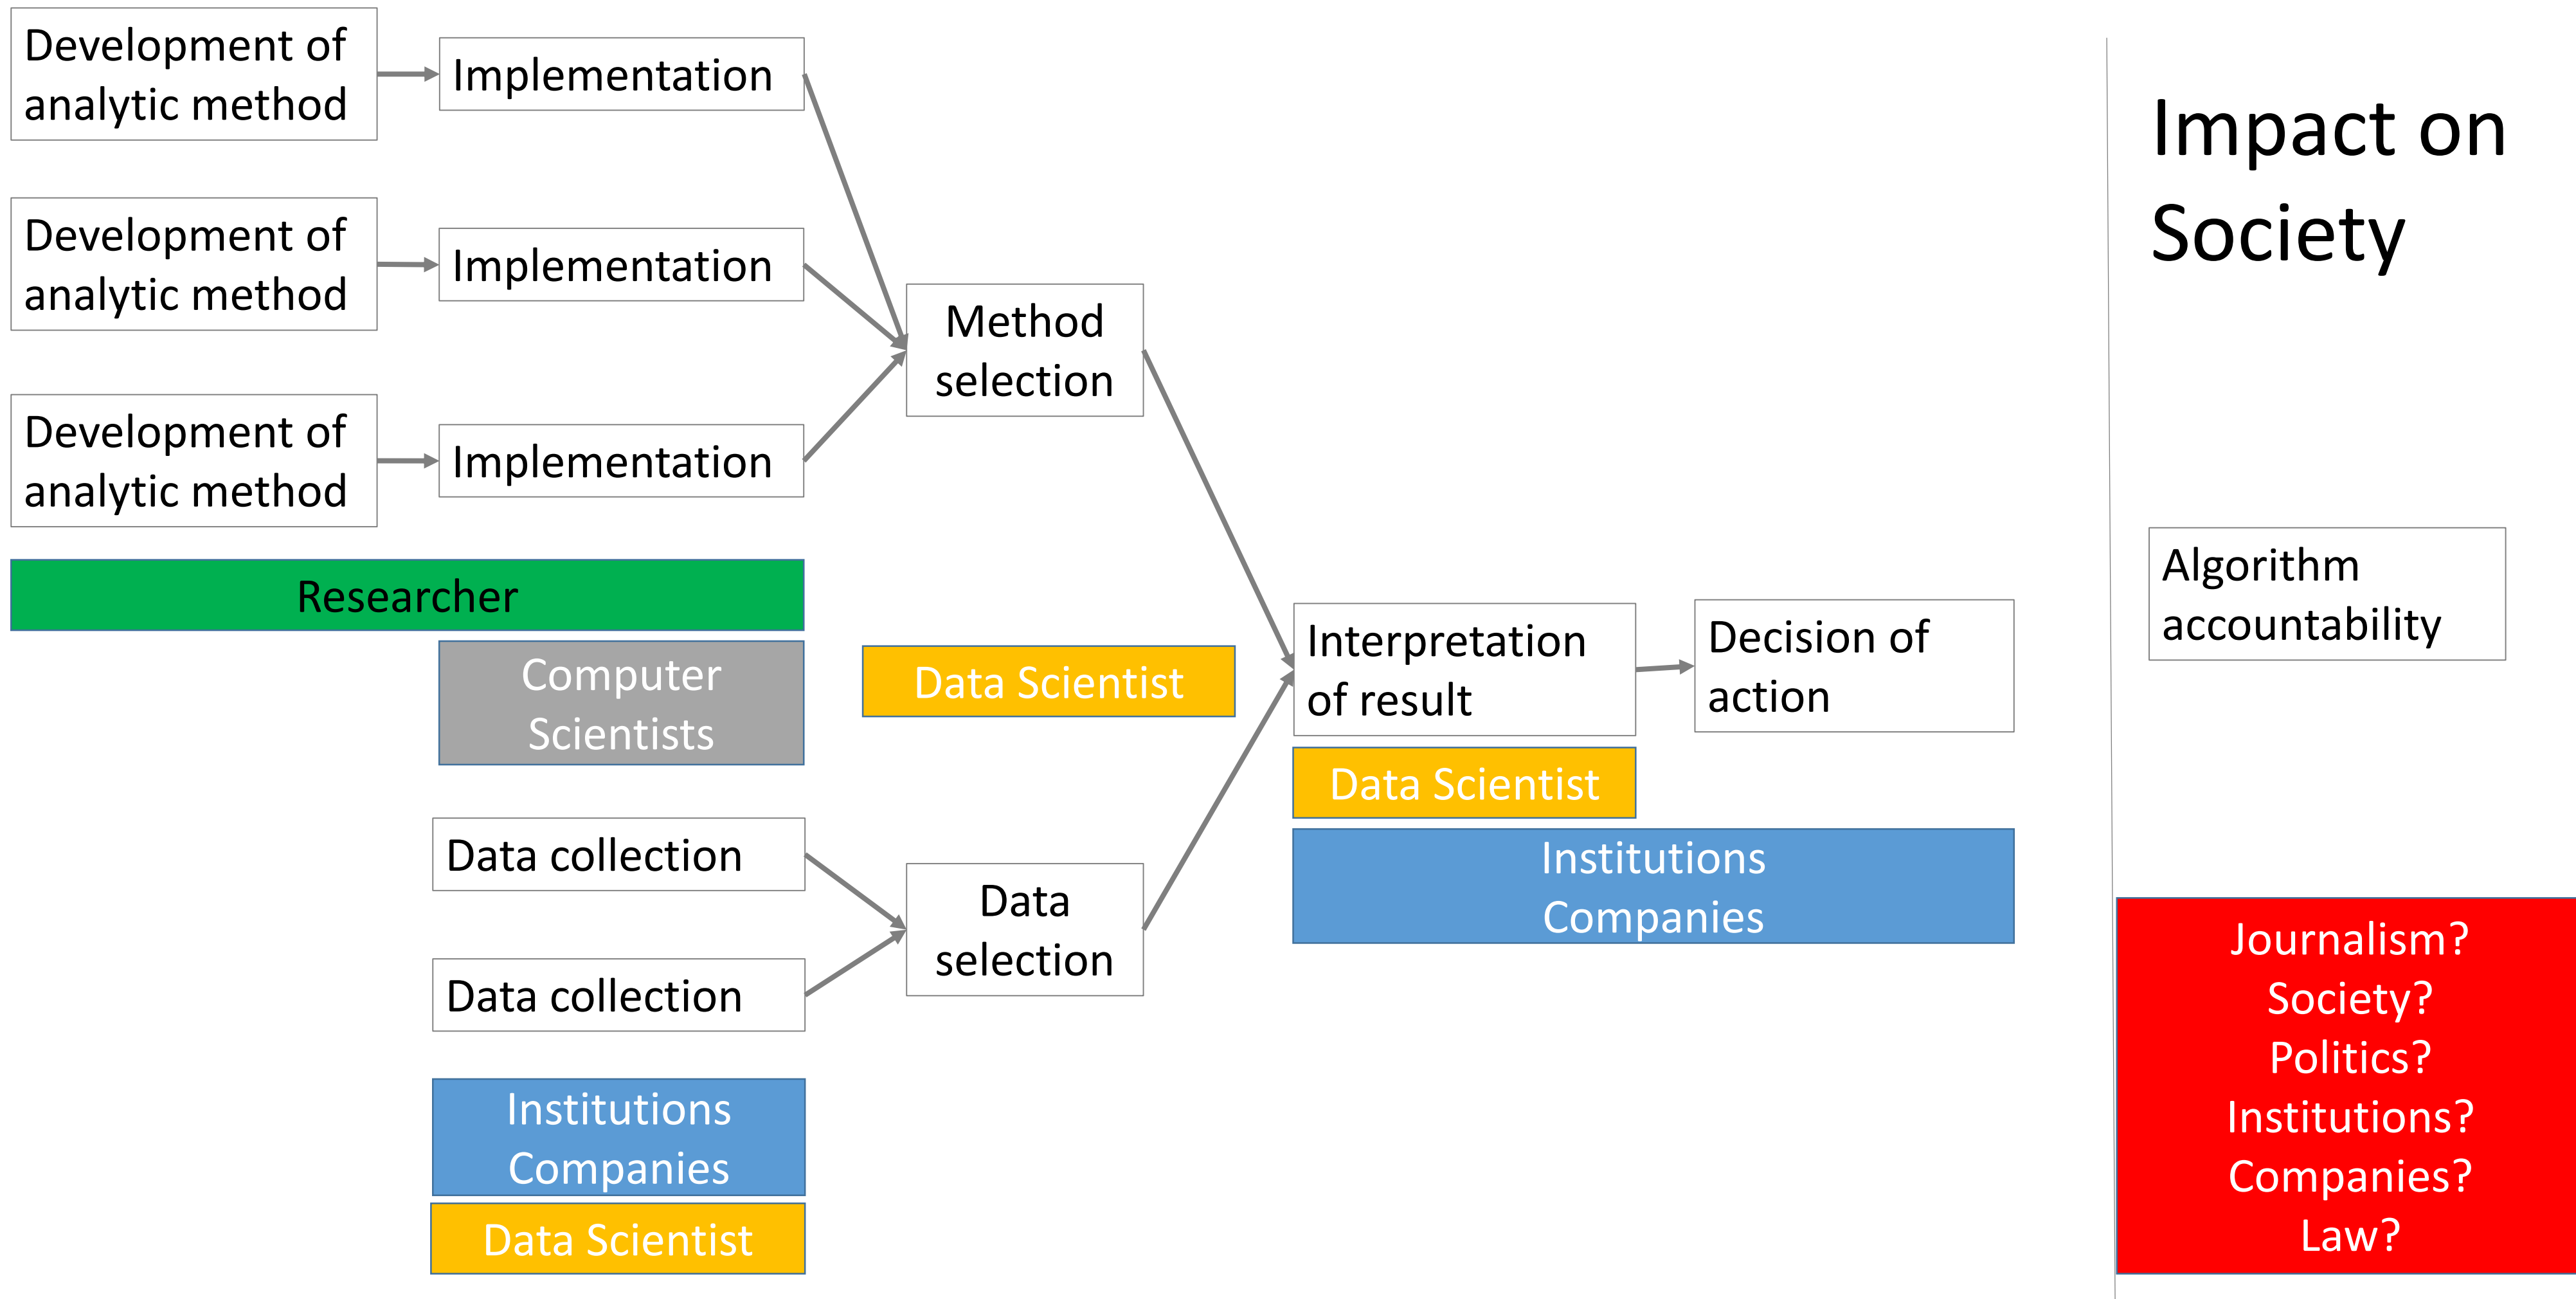 Development of
analytic method
Implementation
Development of
analytic method
Implementation
Development of
analytic method
Implementation
Researcher
Computer
Scientists
Method
selection
Data Scientist
Data collection
Data collection
Data
selection
Institutions
Companies
Data Scientist
Interpretation
of result
Decision of
action
Data Scientist
Institutions
Companies
Impact on
Society
Algorithm
accountability
Journalism?
Society?
Politics?
Institutions?
Companies?
Law?